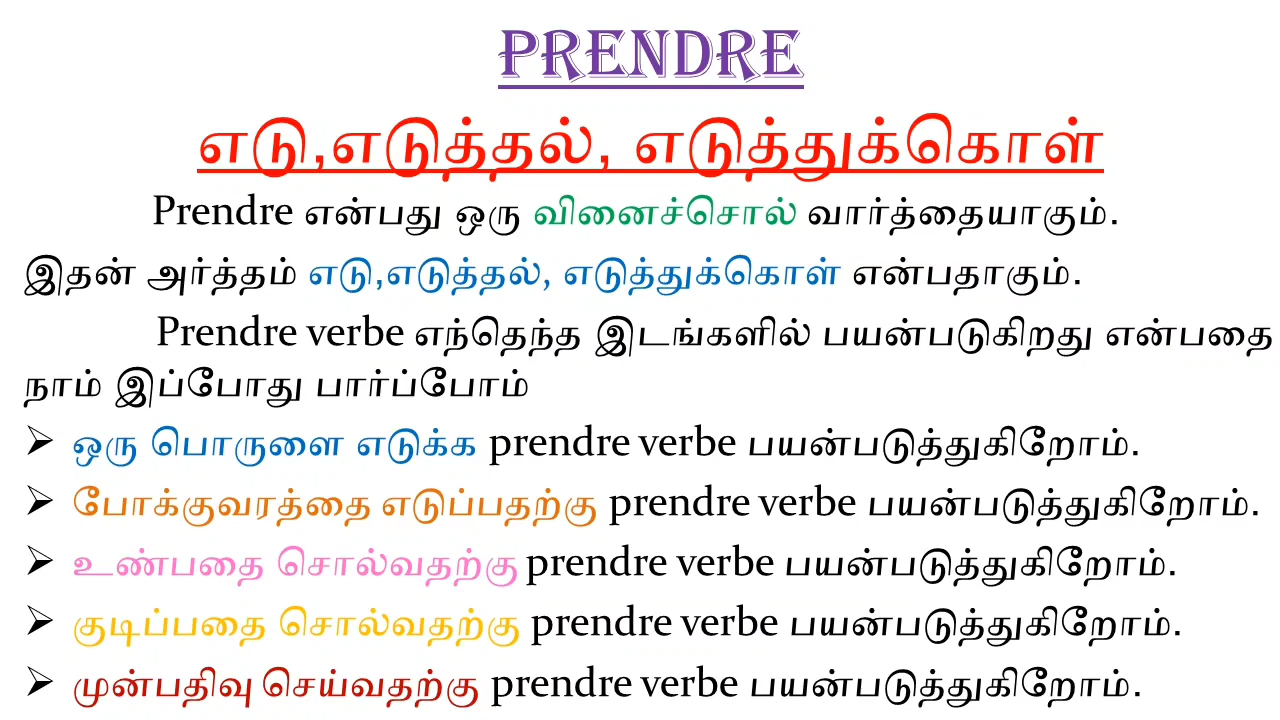 PRENDRE
எடு,எடுத்தல், எடுத்துக்கொள்
Prendre என்பது ஒரு வினைச்சொல் வார்த்தையாகும்.
இதன் அர்த்தம் எடு,எடுத்தல், எடுத்துக்கொள் என்பதாகும்.
Prendre verbe எந்தெந்த இடங்களில் பயன்படுகிறது என்பதை
நாம் இப்போது பார்ப்போம்
➢ ஒரு பொருளை எடுக்க prendre verbe பயன்படுத்துகிறோம்.
➢ போக்குவரத்தை எடுப்பதற்கு prendre verbe பயன்படுத்துகிறோம்.
➢ உண்பதை சொல்வதற்கு prendre verbe பயன்படுத்துகிறோம்.
➢ குடிப்பதை சொல்வதற்கு prendre verbe பயன்படுத்துகிறோம்.
➢ முன்பதிவு செய்வதற்கு prendre verbe பயன்படுத்துகிறோம்.